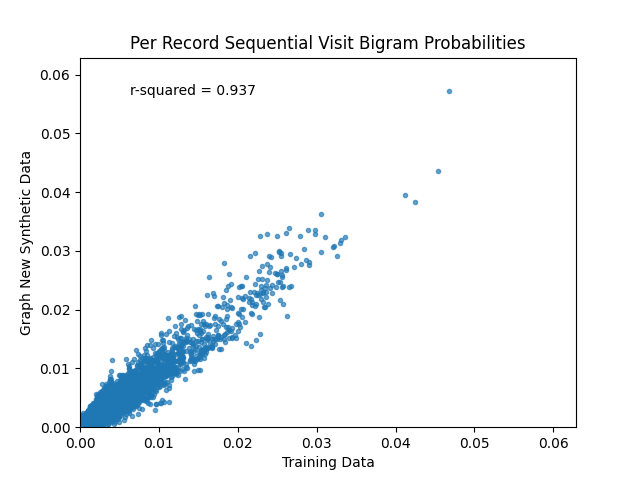 Per Record Sequential Visit Bigram Probabilities
r-squared = 0.937
Graph New Synthetic Data
0.06
0.05
0.04
0.03
0.02
0.01
0.00
0.00 0.01 0.02 0.03 0.04 0.05 0.06
Training Data